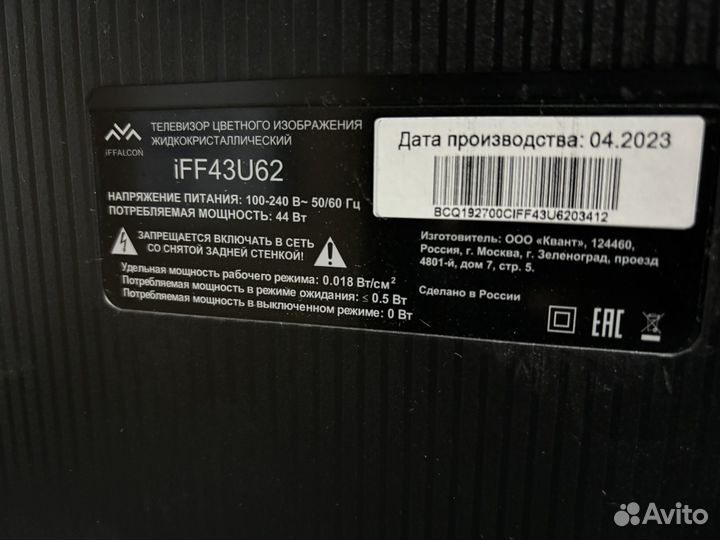 iFFALCON
ТЕЛЕВИЗОР ЦВЕТНОГО ИЗОБРАЖЕНИЯ
ЖИДКОКРИСТАЛЛИЧЕСКИЙ
iFF43U62
НАПРЯЖЕНИЕ ПИТАНИЯ: 100-240 В~ 50/60 Гц
ПОТРЕБЛЯЕМАЯ МОЩНОСТЬ: 44 Вт
ЗАПРЕЩАЕТСЯ ВКЛЮЧАТЬ В СЕТЬ
СО СНЯТОЙ ЗАДНЕЙ СТЕНКОЙ!
Удельная мощность рабочего режима: 0.018 Вт/см²
Потребляемая мощность в режиме ожидания: ≤ 0.5 Вт
Потребляемая мощность в выключенном режиме: 0 Вт
Дата производства: 04.2023
BCQ192700CIFF43U6203412
Изготовитель: ООО «Квант», 124460,
Россия, г. Москва, г. Зеленоград, проезд
4801-й, дом 7, стр. 5.
Сделано в России
EAC
Avito